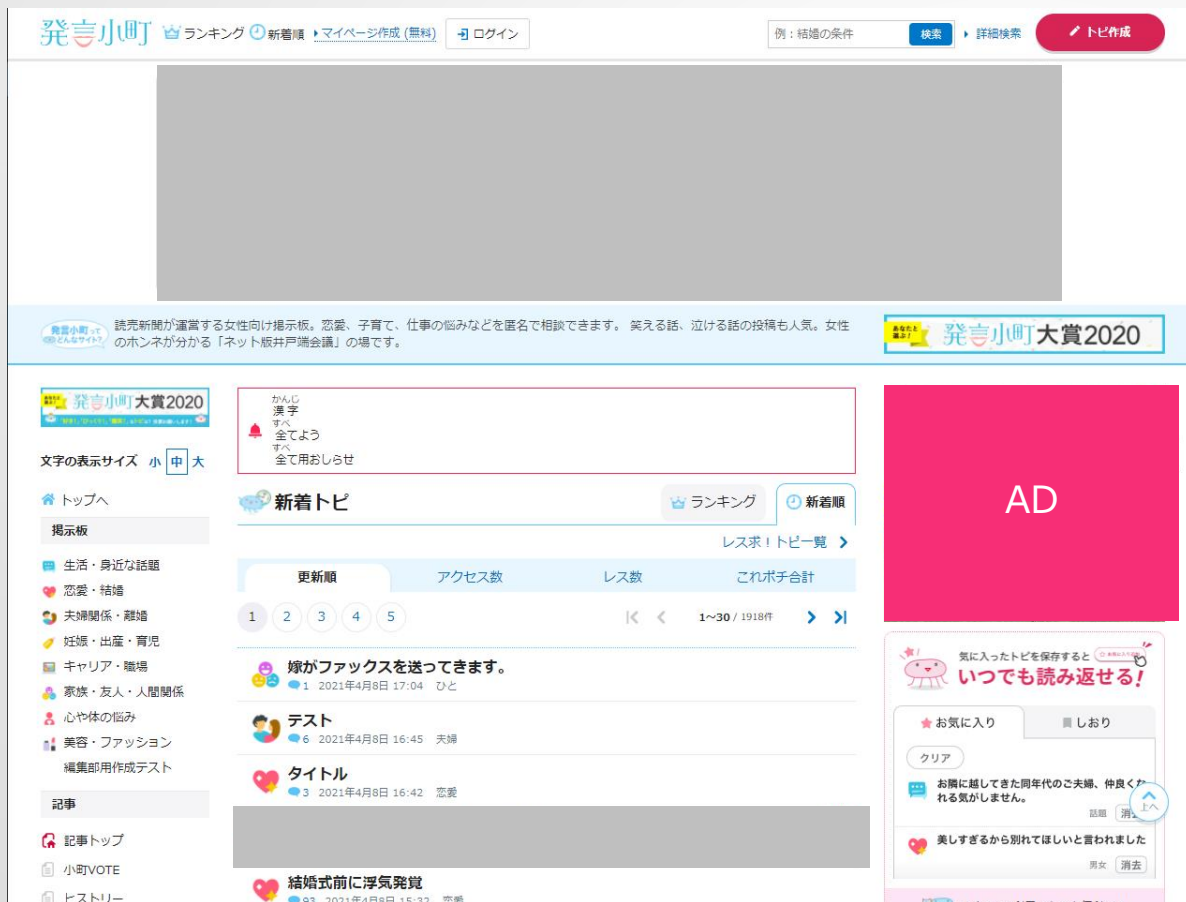 発言小町
ランキング
新着順
マイページ作成 (無料)
ログイン
例：結婚の条件
検索
詳細検索
トピ作成
発言小町って
どんなサイト?
読売新聞が運営する女性向け掲示板。恋愛、子育て、仕事の悩みなどを匿名で相談できます。 笑える話、泣ける話の投稿も人気。女性
のホンネが分かる「ネット版井戸端会議」の場です。
あなたと
選ぶ!
発言小町大賞2020
発言小町大賞2020
文字の表示サイズ 小 中 大
トップへ
掲示板
生活・身近な話題
恋愛・結婚
夫婦関係・離婚
妊娠・出産・育児
キャリア・職場
家族・友人・人間関係
心や体の悩み
美容・ファッション
編集部用作成テスト
記事
記事トップ
小町VOTE
ヒストリー
かんじ
漢字
すべ
全てよう
すべ
全て用おしらせ
新着トピ
ランキング
新着順
レスポ！トピ一覧
更新順
アクセス数
レス数
これポチ合計
1 2 3 4 5
1〜30 / 1918件
嫁がファックスを送ってきます。
1 2021年4月8日 17:04 ひと
テスト
6 2021年4月8日 16:45 夫婦
タイトル
3 2021年4月8日 16:42 恋愛
結婚式前に浮気発覚
93 2021年4月8日 15:32 恋愛
AD
気に入ったトピを保存すると
いつでも読み返せる!
お気に入り
しおり
クリア
お隣に越してきた同年代のご夫婦、仲良くな
れる気がしません。
話題
上へ
美しすぎるから別れてほしいと言われました
男女 消去